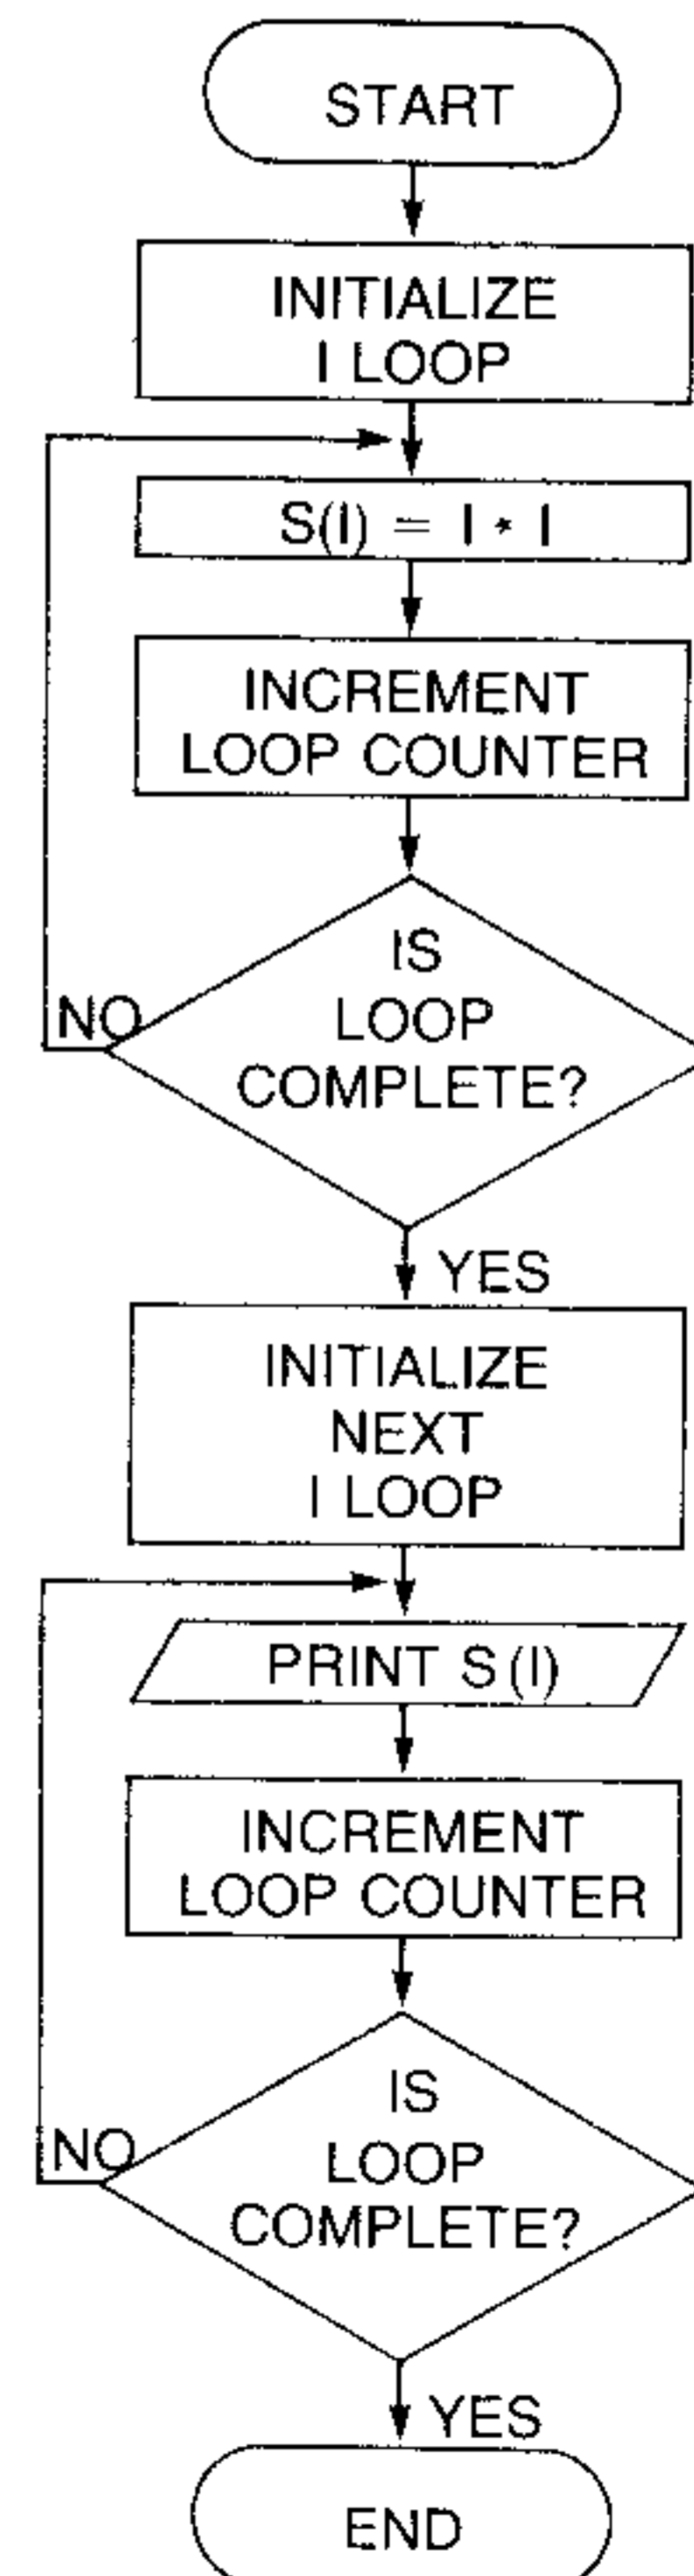 START
INITIALIZE
I LOOP
S(I) = I * I
INCREMENT
LOOP COUNTER
IS
LOOP
COMPLETE?
NO
YES
INITIALIZE
NEXT
I LOOP
PRINT S(I)
INCREMENT
LOOP COUNTER
IS
LOOP
COMPLETE?
NO
YES
END